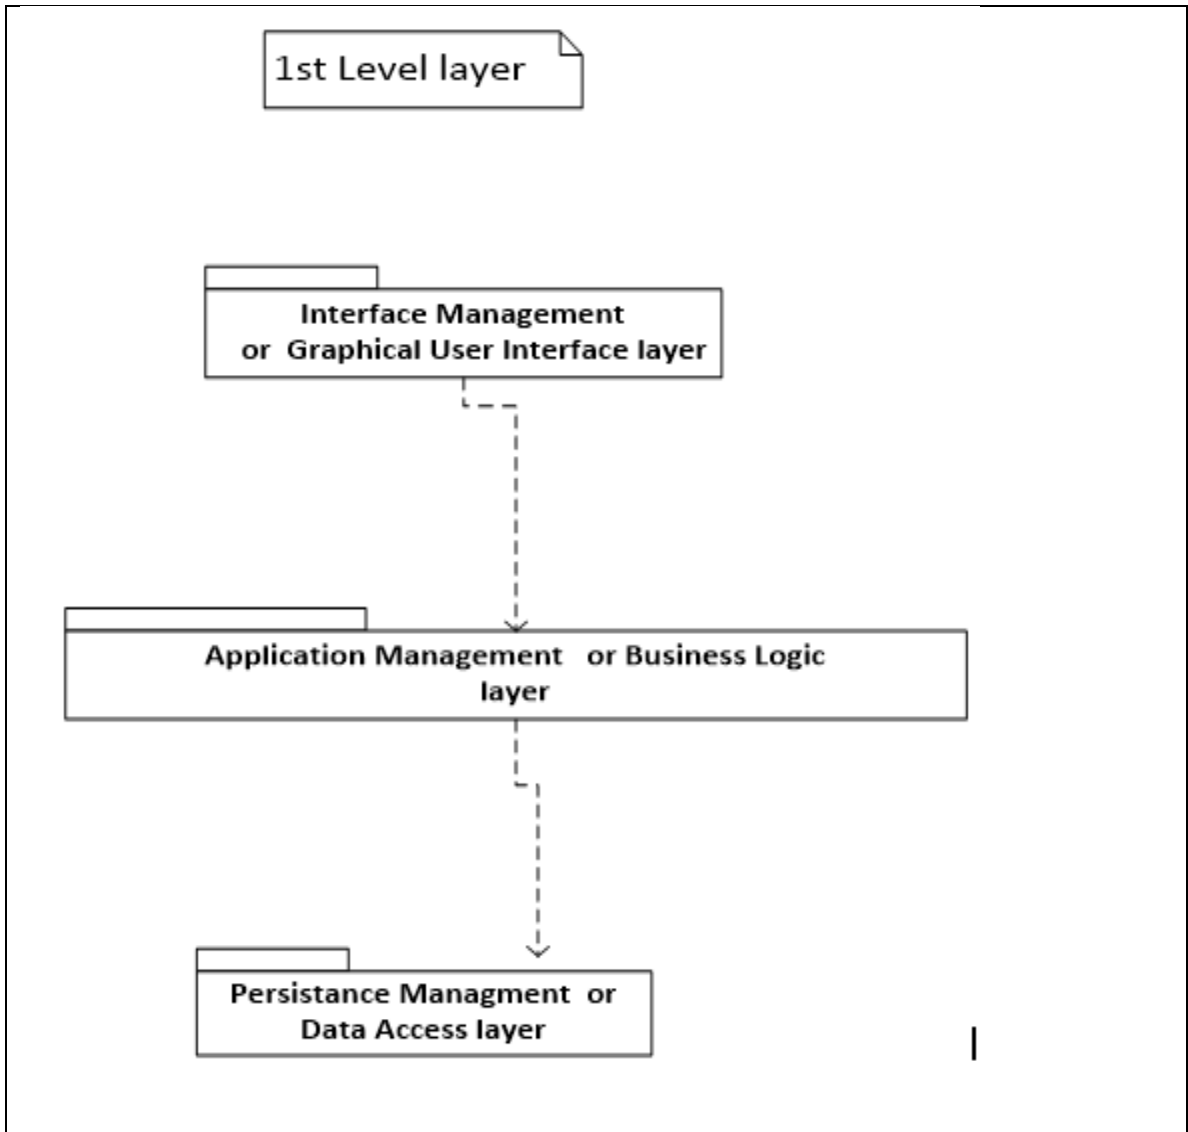 1st Level layer
Interface Management
or Graphical User Interface layer
Application Management or Business Logic
layer
Persistance Managment or
Data Access layer